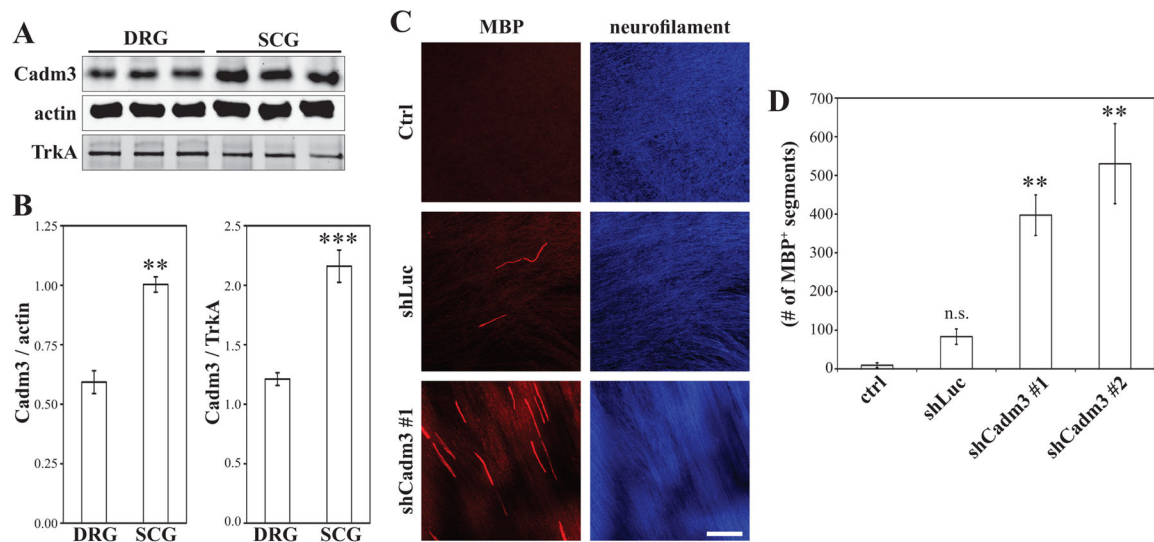 A
DRG SCG
Cadm3
actin
TrkA
B
Cadm3 / actin
1.25
1.00
0.75
0.50
0.25
0.00
**
DRG SCG
Cadm3 / TrkA
2.5
2.0
1.5
1.0
0.5
0.0
***
DRG SCG
C
MBP neurofilament
Ctrl
shLuc
shCadm3 #1
D
(# of MBP⁺ segments)
700
600
500
400
300
200
100
0
n.s.
**
**
ctrl
shLuc
shCadm3 #1
shCadm3 #2